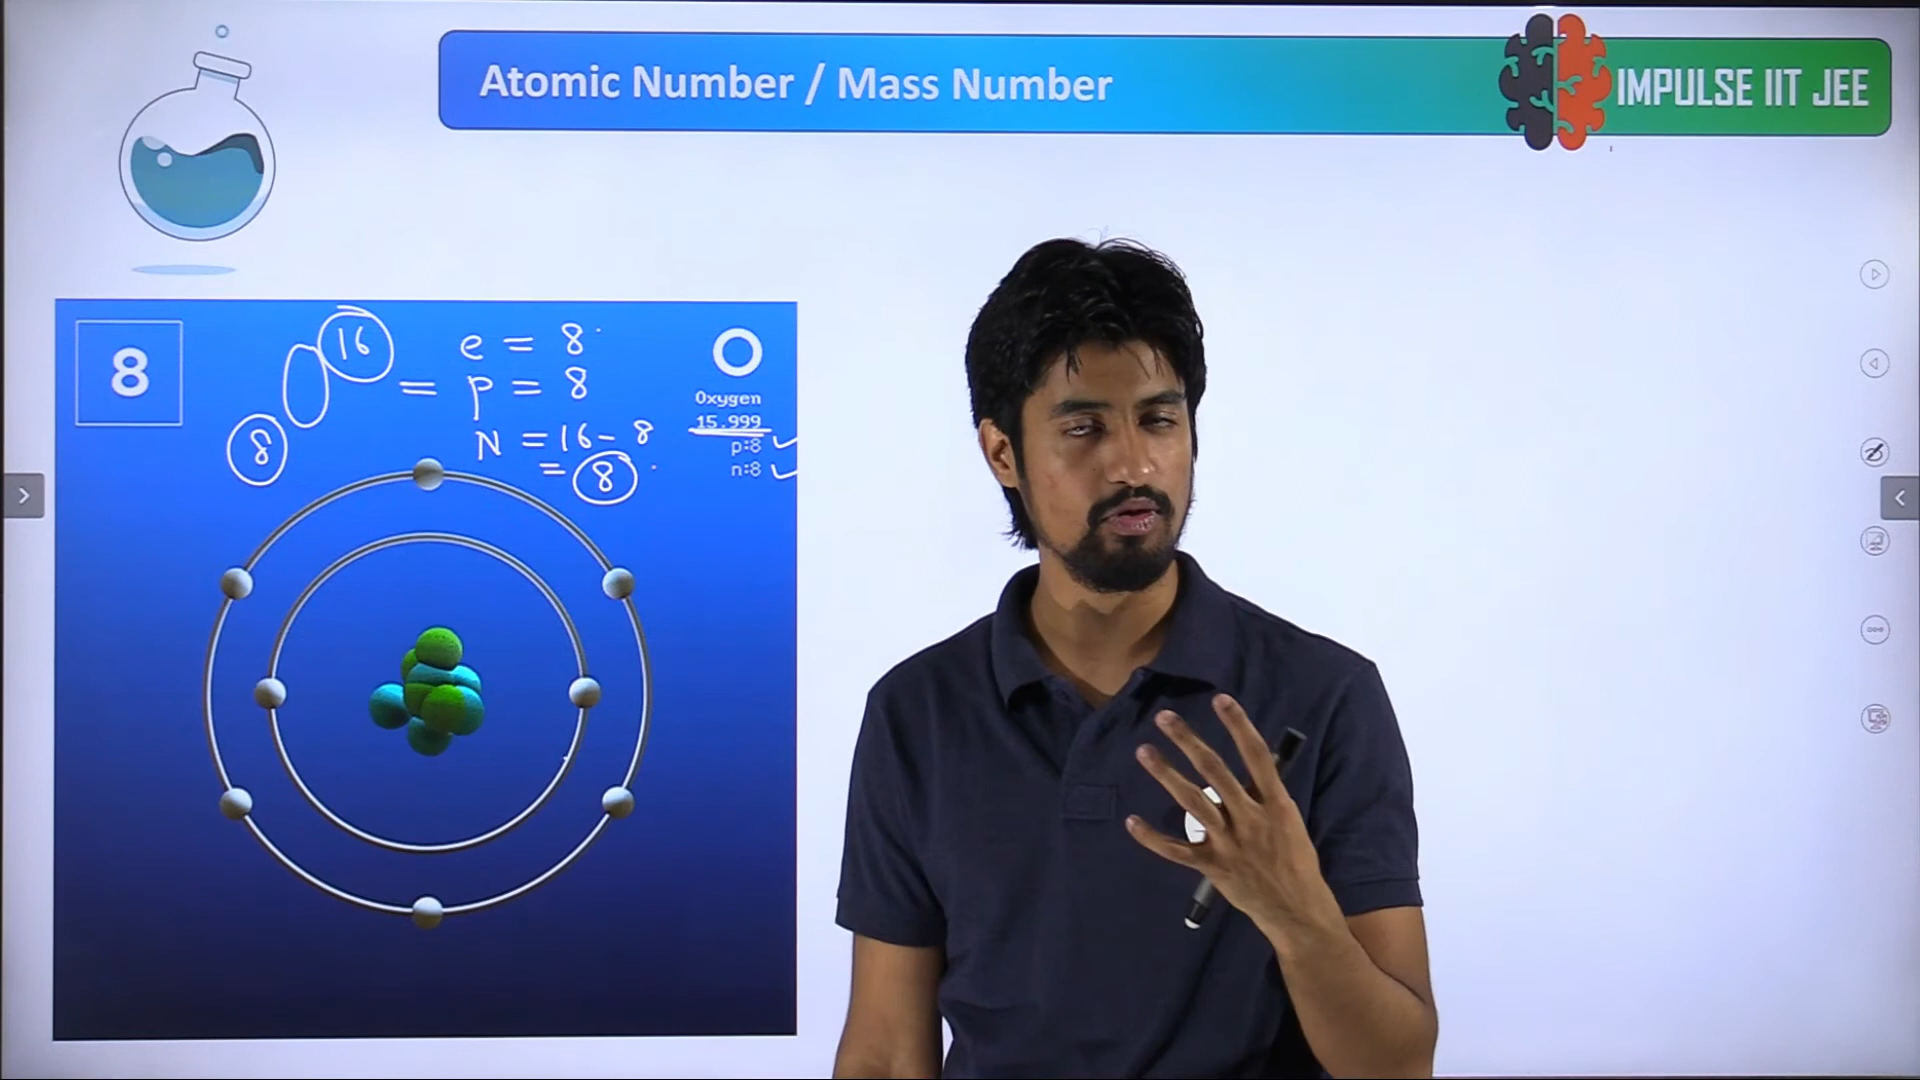 Atomic Number / Mass Number
IMPULSE IIT JEE
8
O 16
8
= e = 8
p = 8
N = 16 - 8
= 8
O
Oxygen
15.999
p:8 ✓
n:8 ✓